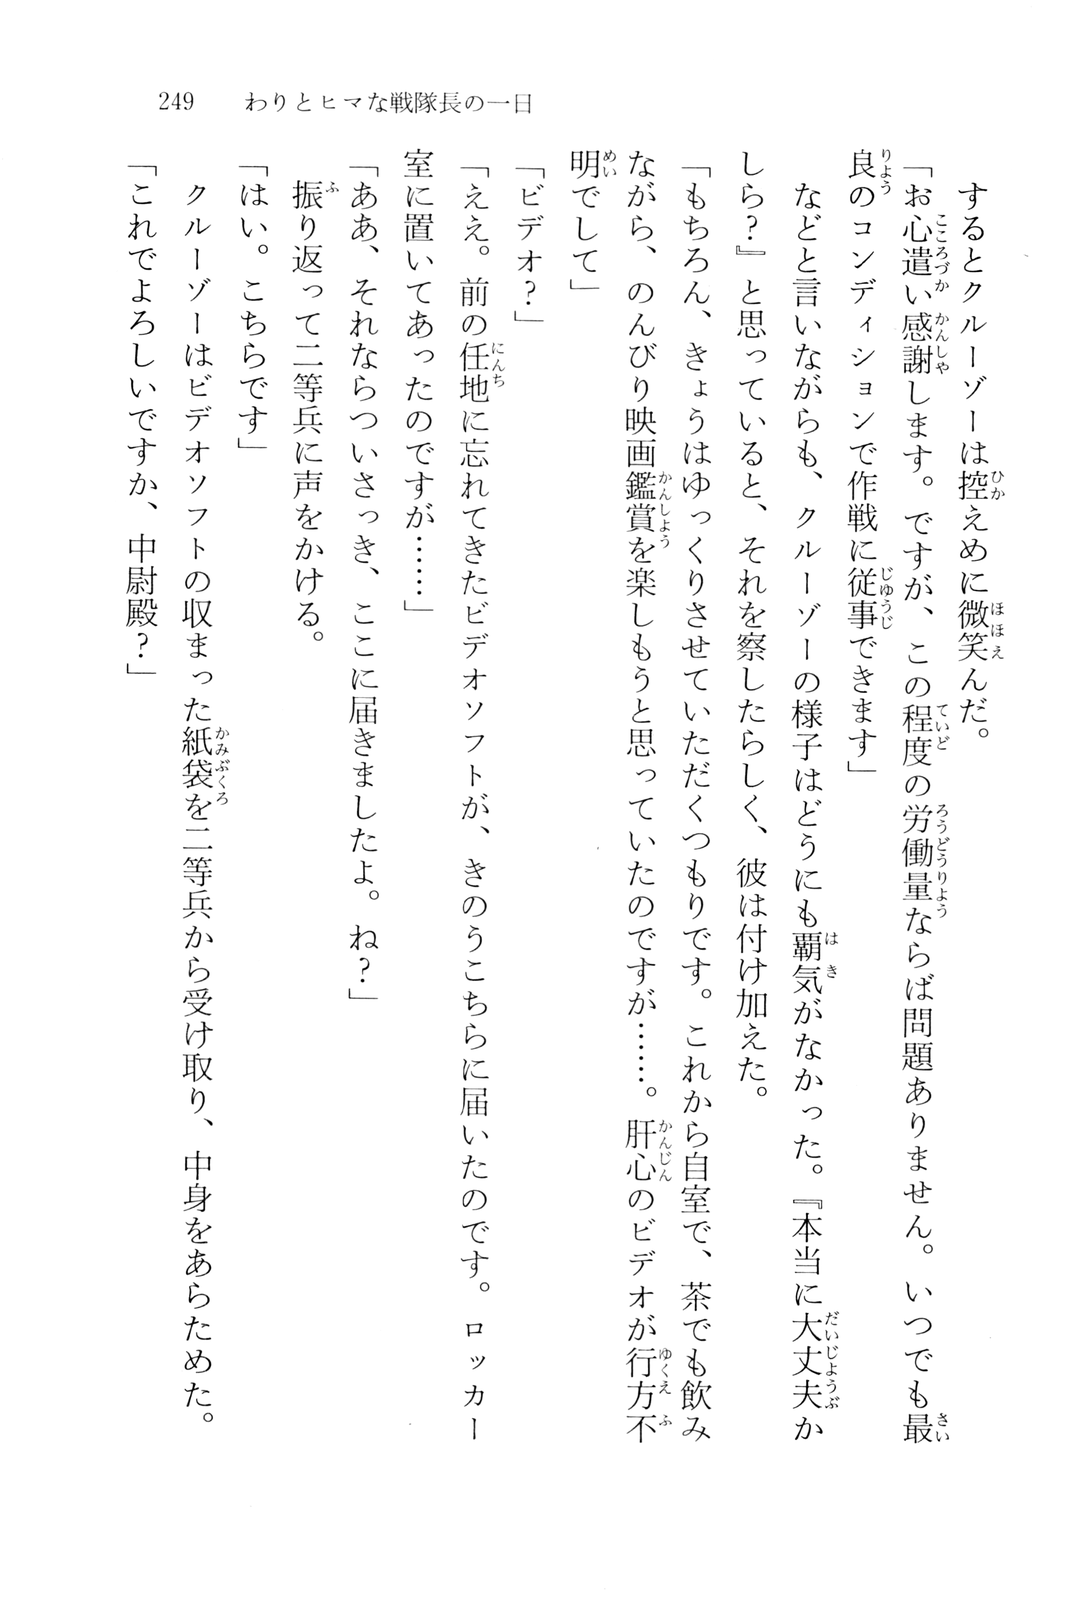 249 わりとヒマな戦隊長の一日
するとクルーゾーは控えめに微笑んだ。
「お心遣い感謝します。ですが、この程度の労働量ならば問題ありません。いつでも最
良のコンディションで作戦に従事できます」
などと言いながらも、クルーゾーの様子はどうにも覇気がなかった。『本当に大丈夫か
しら？』と思っていると、それを察したらしく、彼は付け加えた。
「もちろん、きょうはゆっくりさせていただくつもりです。これから自室で、茶でも飲み
ながら、のんびり映画鑑賞を楽しもうと思っていたのですが……。肝心のビデオが行方不
明でして」
「ビデオ？」
「ええ。前の任地に忘れてきたビデオソフトが、きのうこちらに届いたのです。ロッカー
室に置いてあったのですが……」
「ああ、それならついさっき、ここに届きましたよ。ね？」
振り返って二等兵に声をかける。
「はい。こちらです」
クルーゾーはビデオソフトの収まった紙袋を二等兵から受け取り、中身をあらためた。
「これでよろしいですか、中尉殿？」